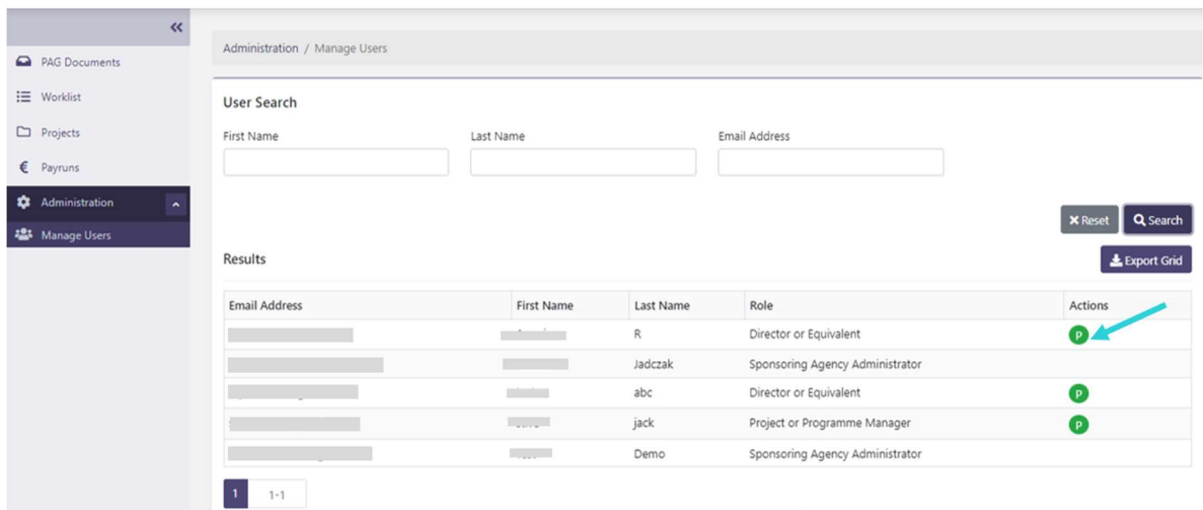 Administration / Manage Users
PAG Documents
Worklist
Projects
€ Payruns
Administration
Manage Users
User Search
First Name Last Name Email Address
Reset Search
Results
Export Grid
Email Address First Name Last Name Role Actions
R Director or Equivalent P
Jadczak Sponsoring Agency Administrator
abc Director or Equivalent P
jack Project or Programme Manager P
Demo Sponsoring Agency Administrator
1 1-1